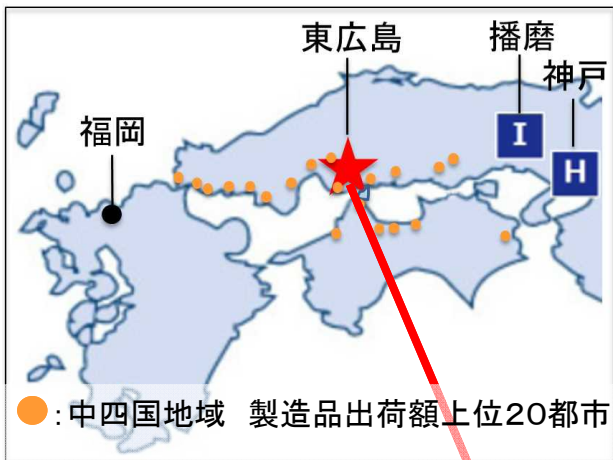 東広島
播磨
神戸
福岡
I
H
:中四国地域 製造品出荷額上位20都市